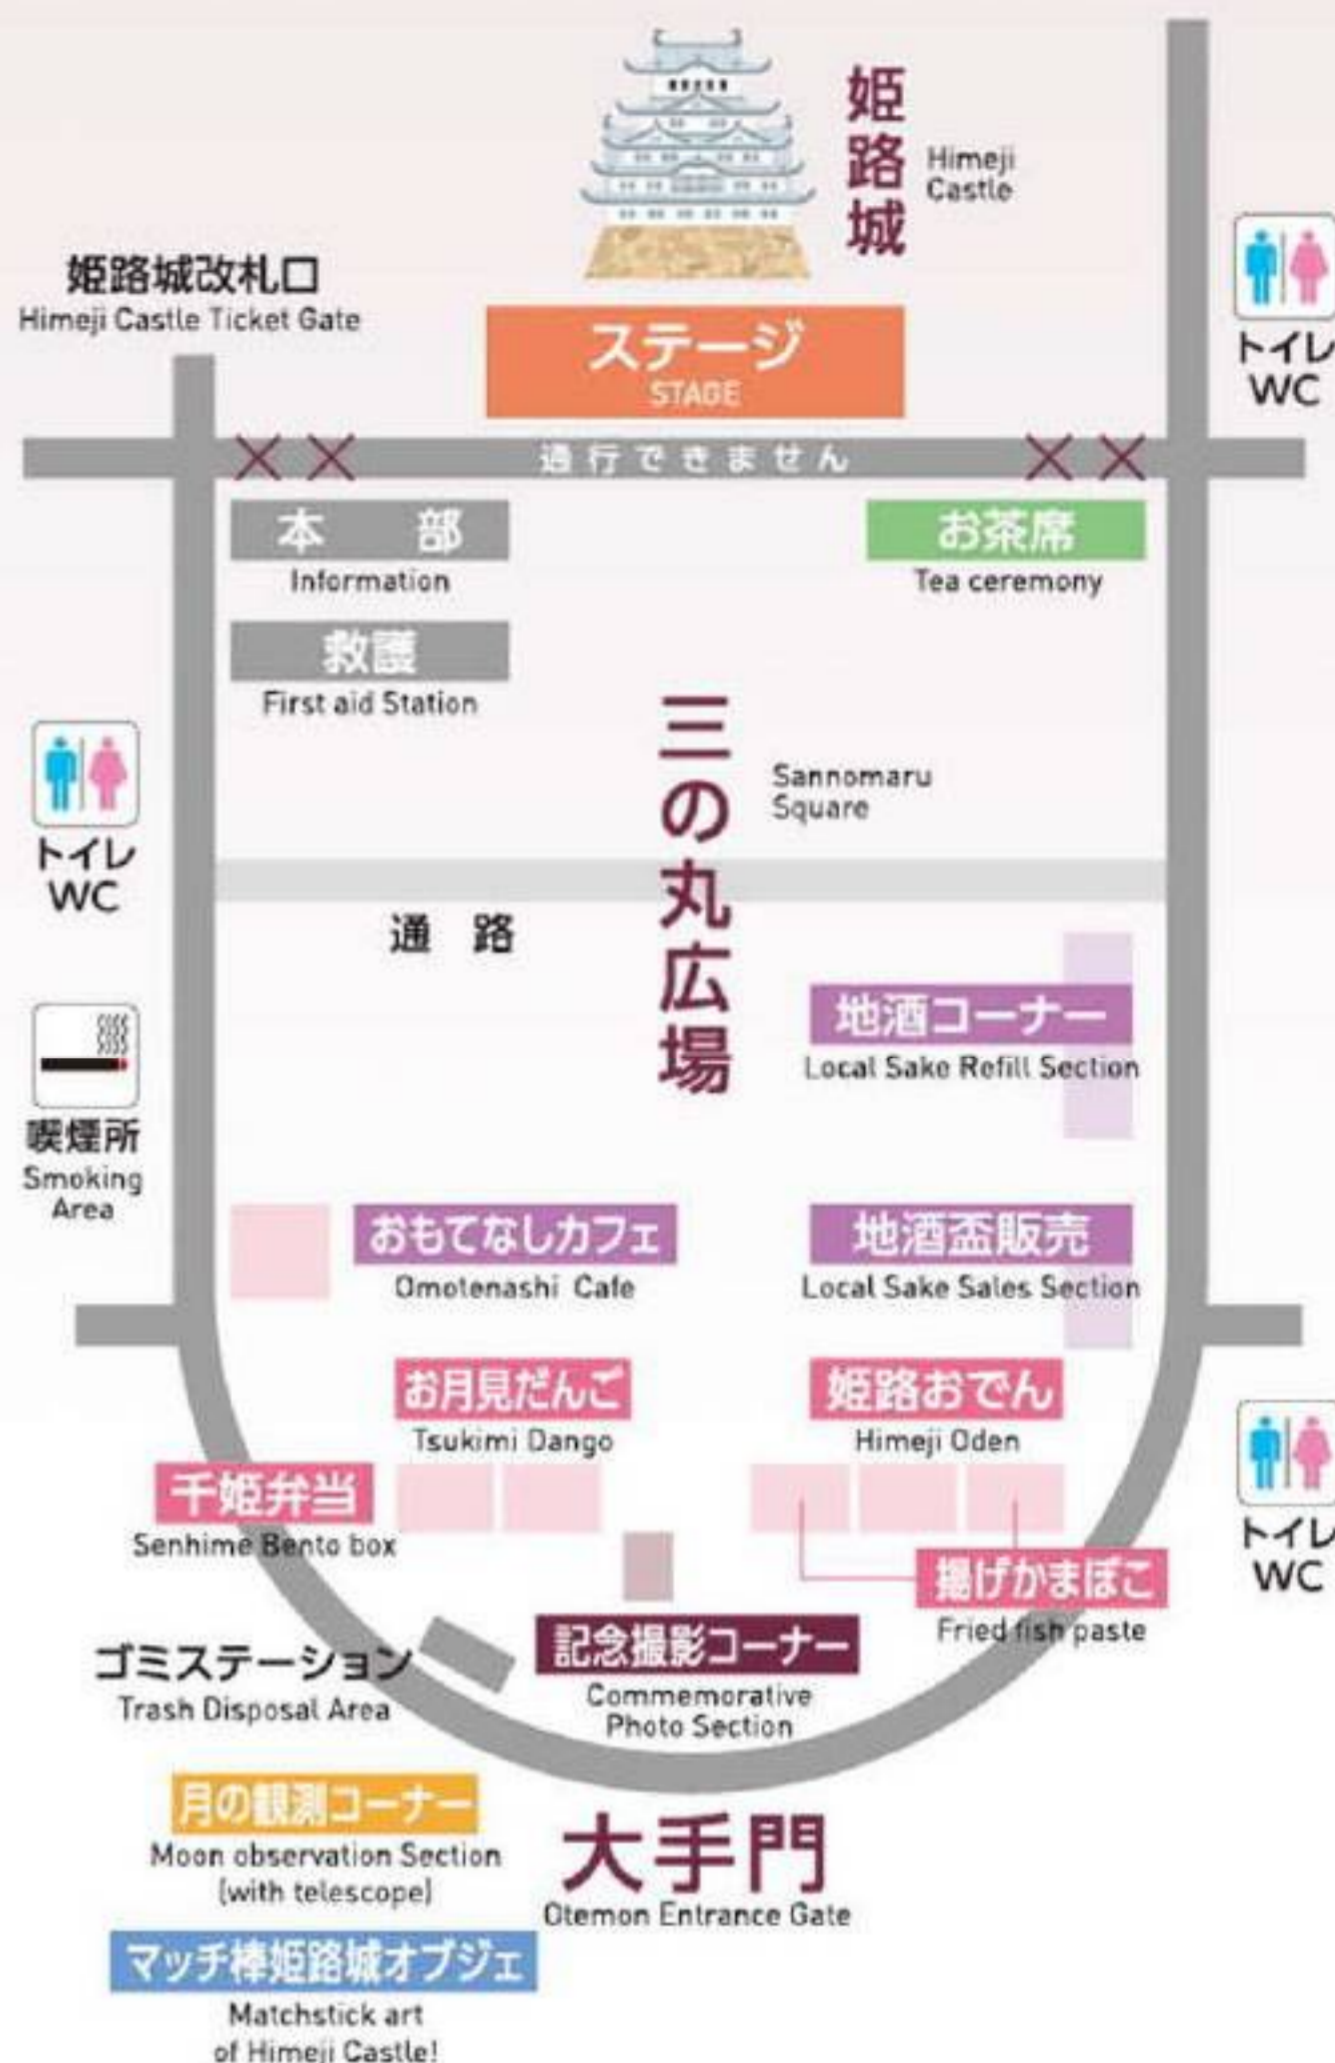 姫路城
Himeji
Castle
姫路城改札口
Himeji Castle Ticket Gate
ステージ
STAGE
トイレ
WC
通行できません
本 部
Information
お茶席
Tea ceremony
救護
First aid Station
三の丸広場
Sannomaru
Square
トイレ
WC
通 路
地酒コーナー
Local Sake Refill Section
喫煙所
Smoking
Area
おもてなしカフェ
Omotenashi Cafe
地酒盃販売
Local Sake Sales Section
お月見だんご
Tsukimi Dango
姫路おでん
Himeji Oden
千姫弁当
Senhime Bento box
トイレ
WC
揚げかまぼこ
Fried fish paste
記念撮影コーナー
Commemorative
Photo Section
ゴミステーション
Trash Disposal Area
月の観測コーナー
Moon observation Section
(with telescope)
大手門
Otemon Entrance Gate
マッチ棒姫路城オブジェ
Matchstick art
of Himeji Castle!